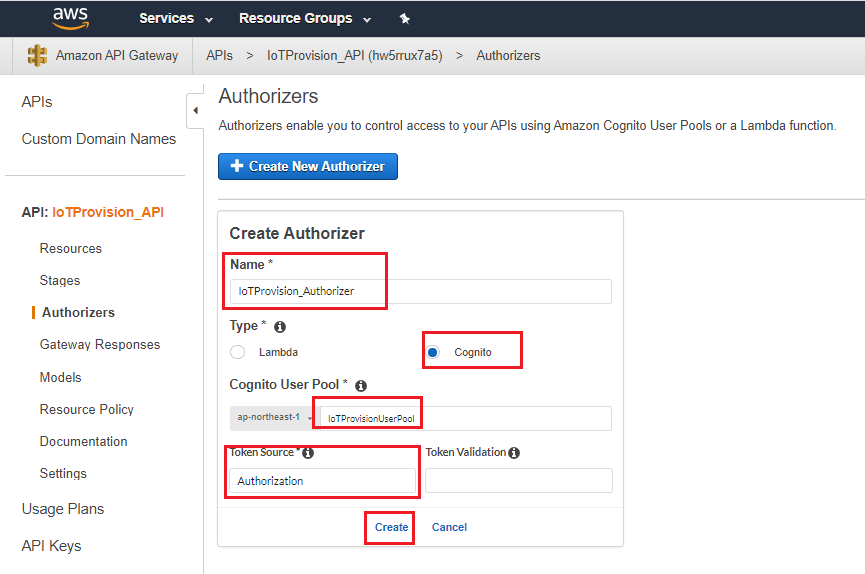 aws Services Resource Groups
Amazon API Gateway APIs > IoTProvision_API (hw5rrux7a5) > Authorizers
APIs
Custom Domain Names
API: IoTProvision_API
Resources
Stages
Authorizers
Gateway Responses
Models
Resource Policy
Documentation
Settings
Usage Plans
API Keys
Authorizers
Authorizers enable you to control access to your APIs using Amazon Cognito User Pools or a Lambda function.
+ Create New Authorizer
Create Authorizer
Name *
IoTProvision_Authorizer
Type *
Lambda Cognito
Cognito User Pool *
ap-northeast-1 IoTProvisionUserPool
Token Source * Token Validation
Authorization
Create Cancel